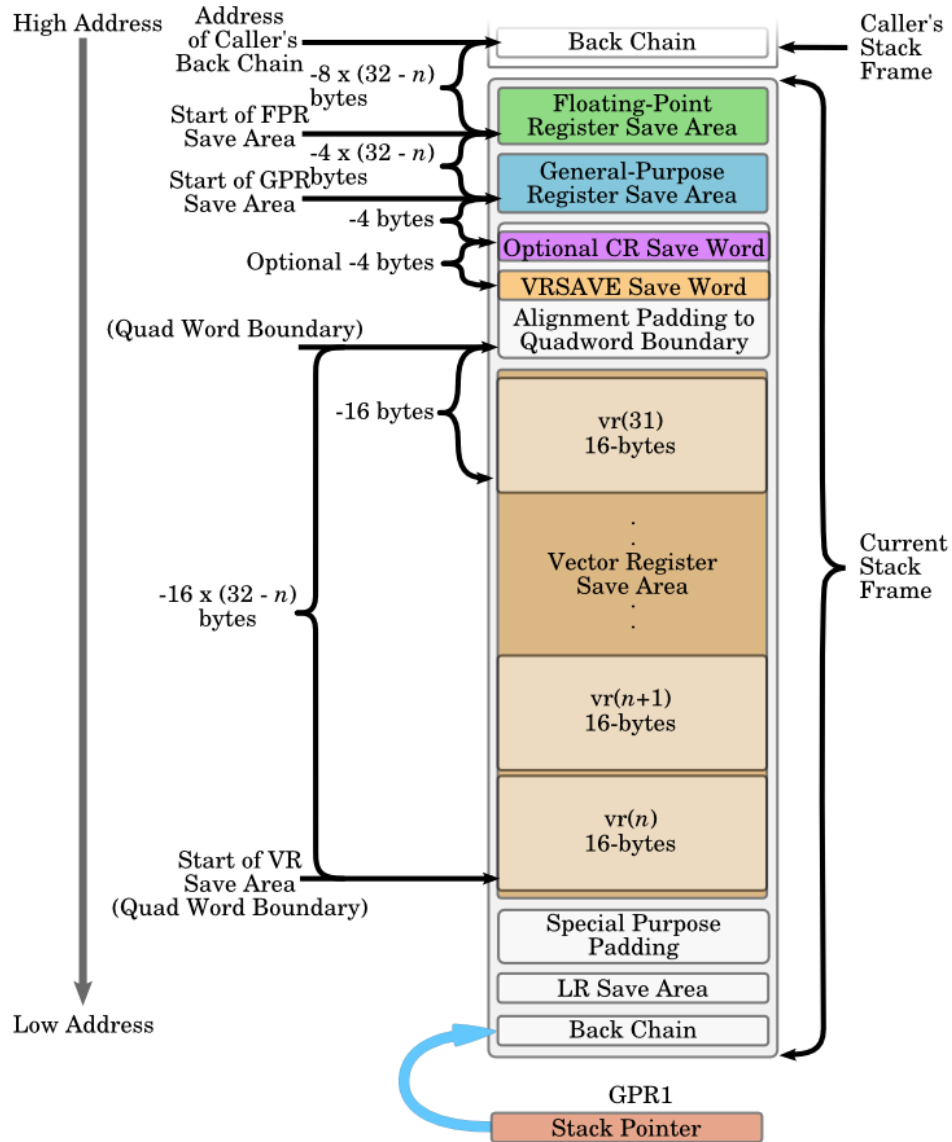 High Address
Address
of Caller's
Back Chain
Back Chain
Caller's
Stack
Frame
-8 x (32 - n)
bytes
Floating-Point
Register Save Area
Start of FPR
Save Area
-4 x (32 - n)
bytes
General-Purpose
Register Save Area
Start of GPR
Save Area
-4 bytes
Optional CR Save Word
Optional -4 bytes
VRSAVE Save Word
Alignment Padding to
Quadword Boundary
(Quad Word Boundary)
-16 bytes
vr(31)
16-bytes
.
.
Vector Register
Save Area
.
.
Current
Stack
Frame
-16 x (32 - n)
bytes
vr(n+1)
16-bytes
vr(n)
16-bytes
Start of VR
Save Area
(Quad Word Boundary)
Special Purpose
Padding
LR Save Area
Low Address
Back Chain
GPR1
Stack Pointer